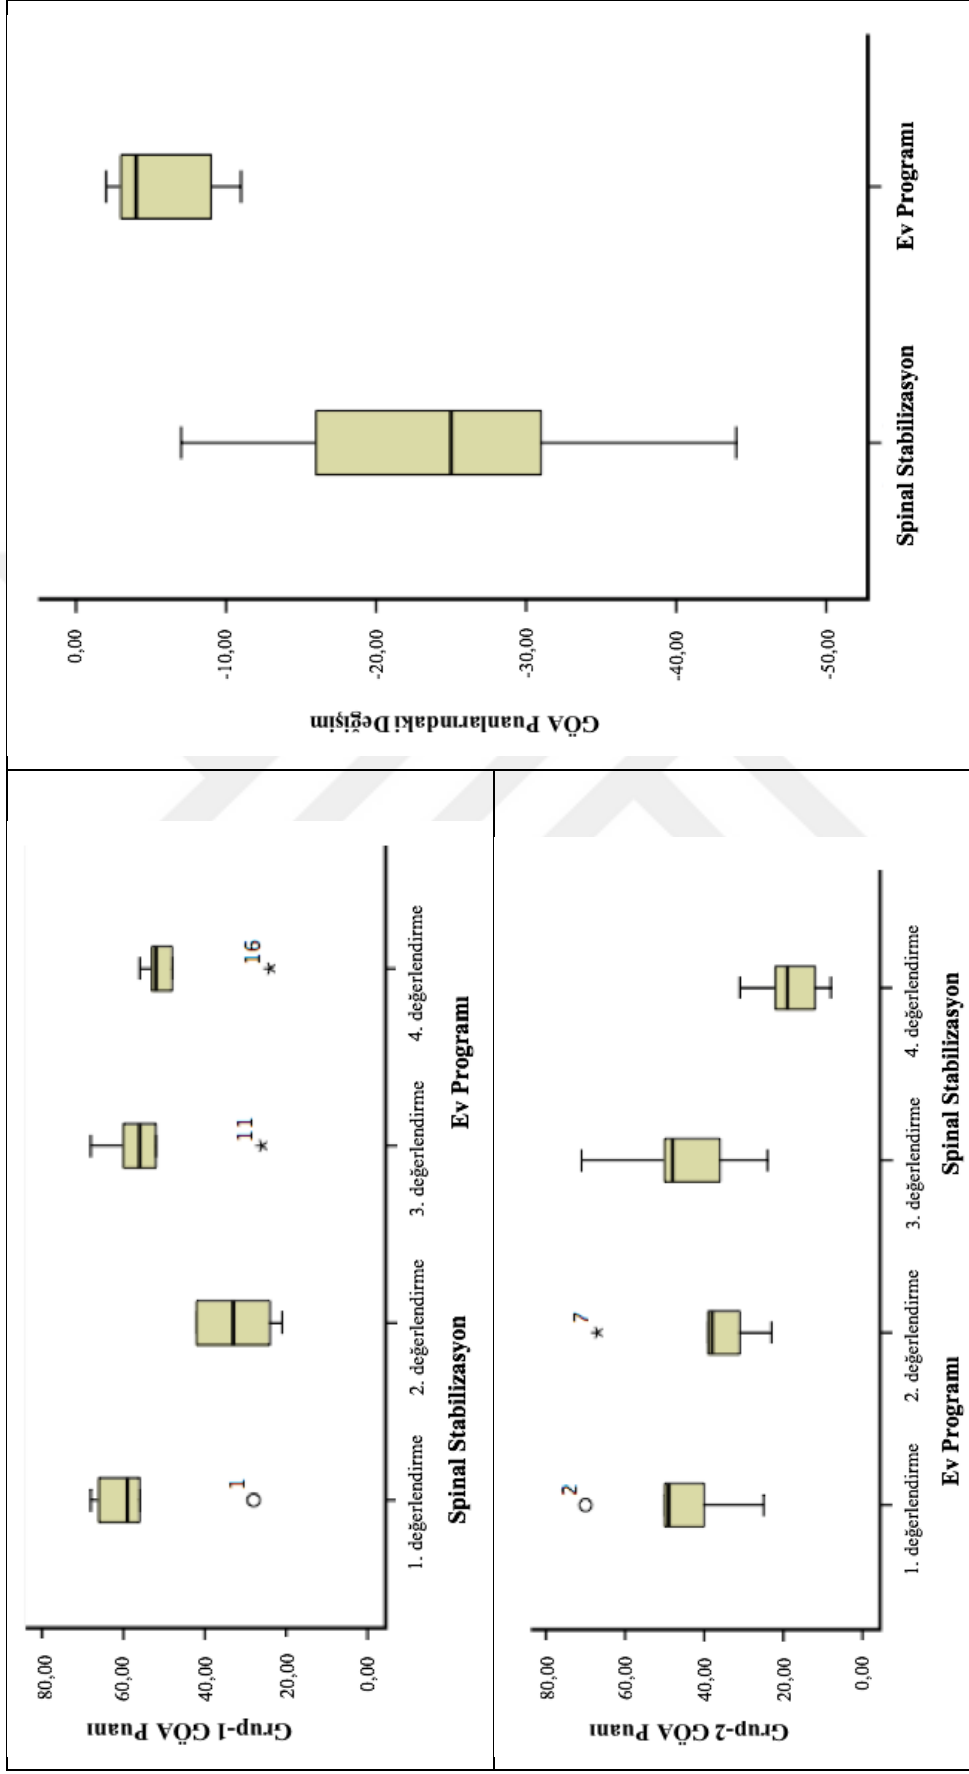 Grup-1 GÖA Puanı
80,00
60,00
40,00
20,00
0,00
1
11
16
1. değerlendirme
2. değerlendirme
3. değerlendirme
4. değerlendirme
Spinal Stabilizasyon
Ev Programı
Grup-2 GÖA Puanı
80,00
60,00
40,00
20,00
0,00
2
7
1. değerlendirme
2. değerlendirme
3. değerlendirme
4. değerlendirme
Ev Programı
Spinal Stabilizasyon
GÖA Puanlarındaki Değişim
0,00
-10,00
-20,00
-30,00
-40,00
-50,00
Spinal Stabilizasyon
Ev Programı